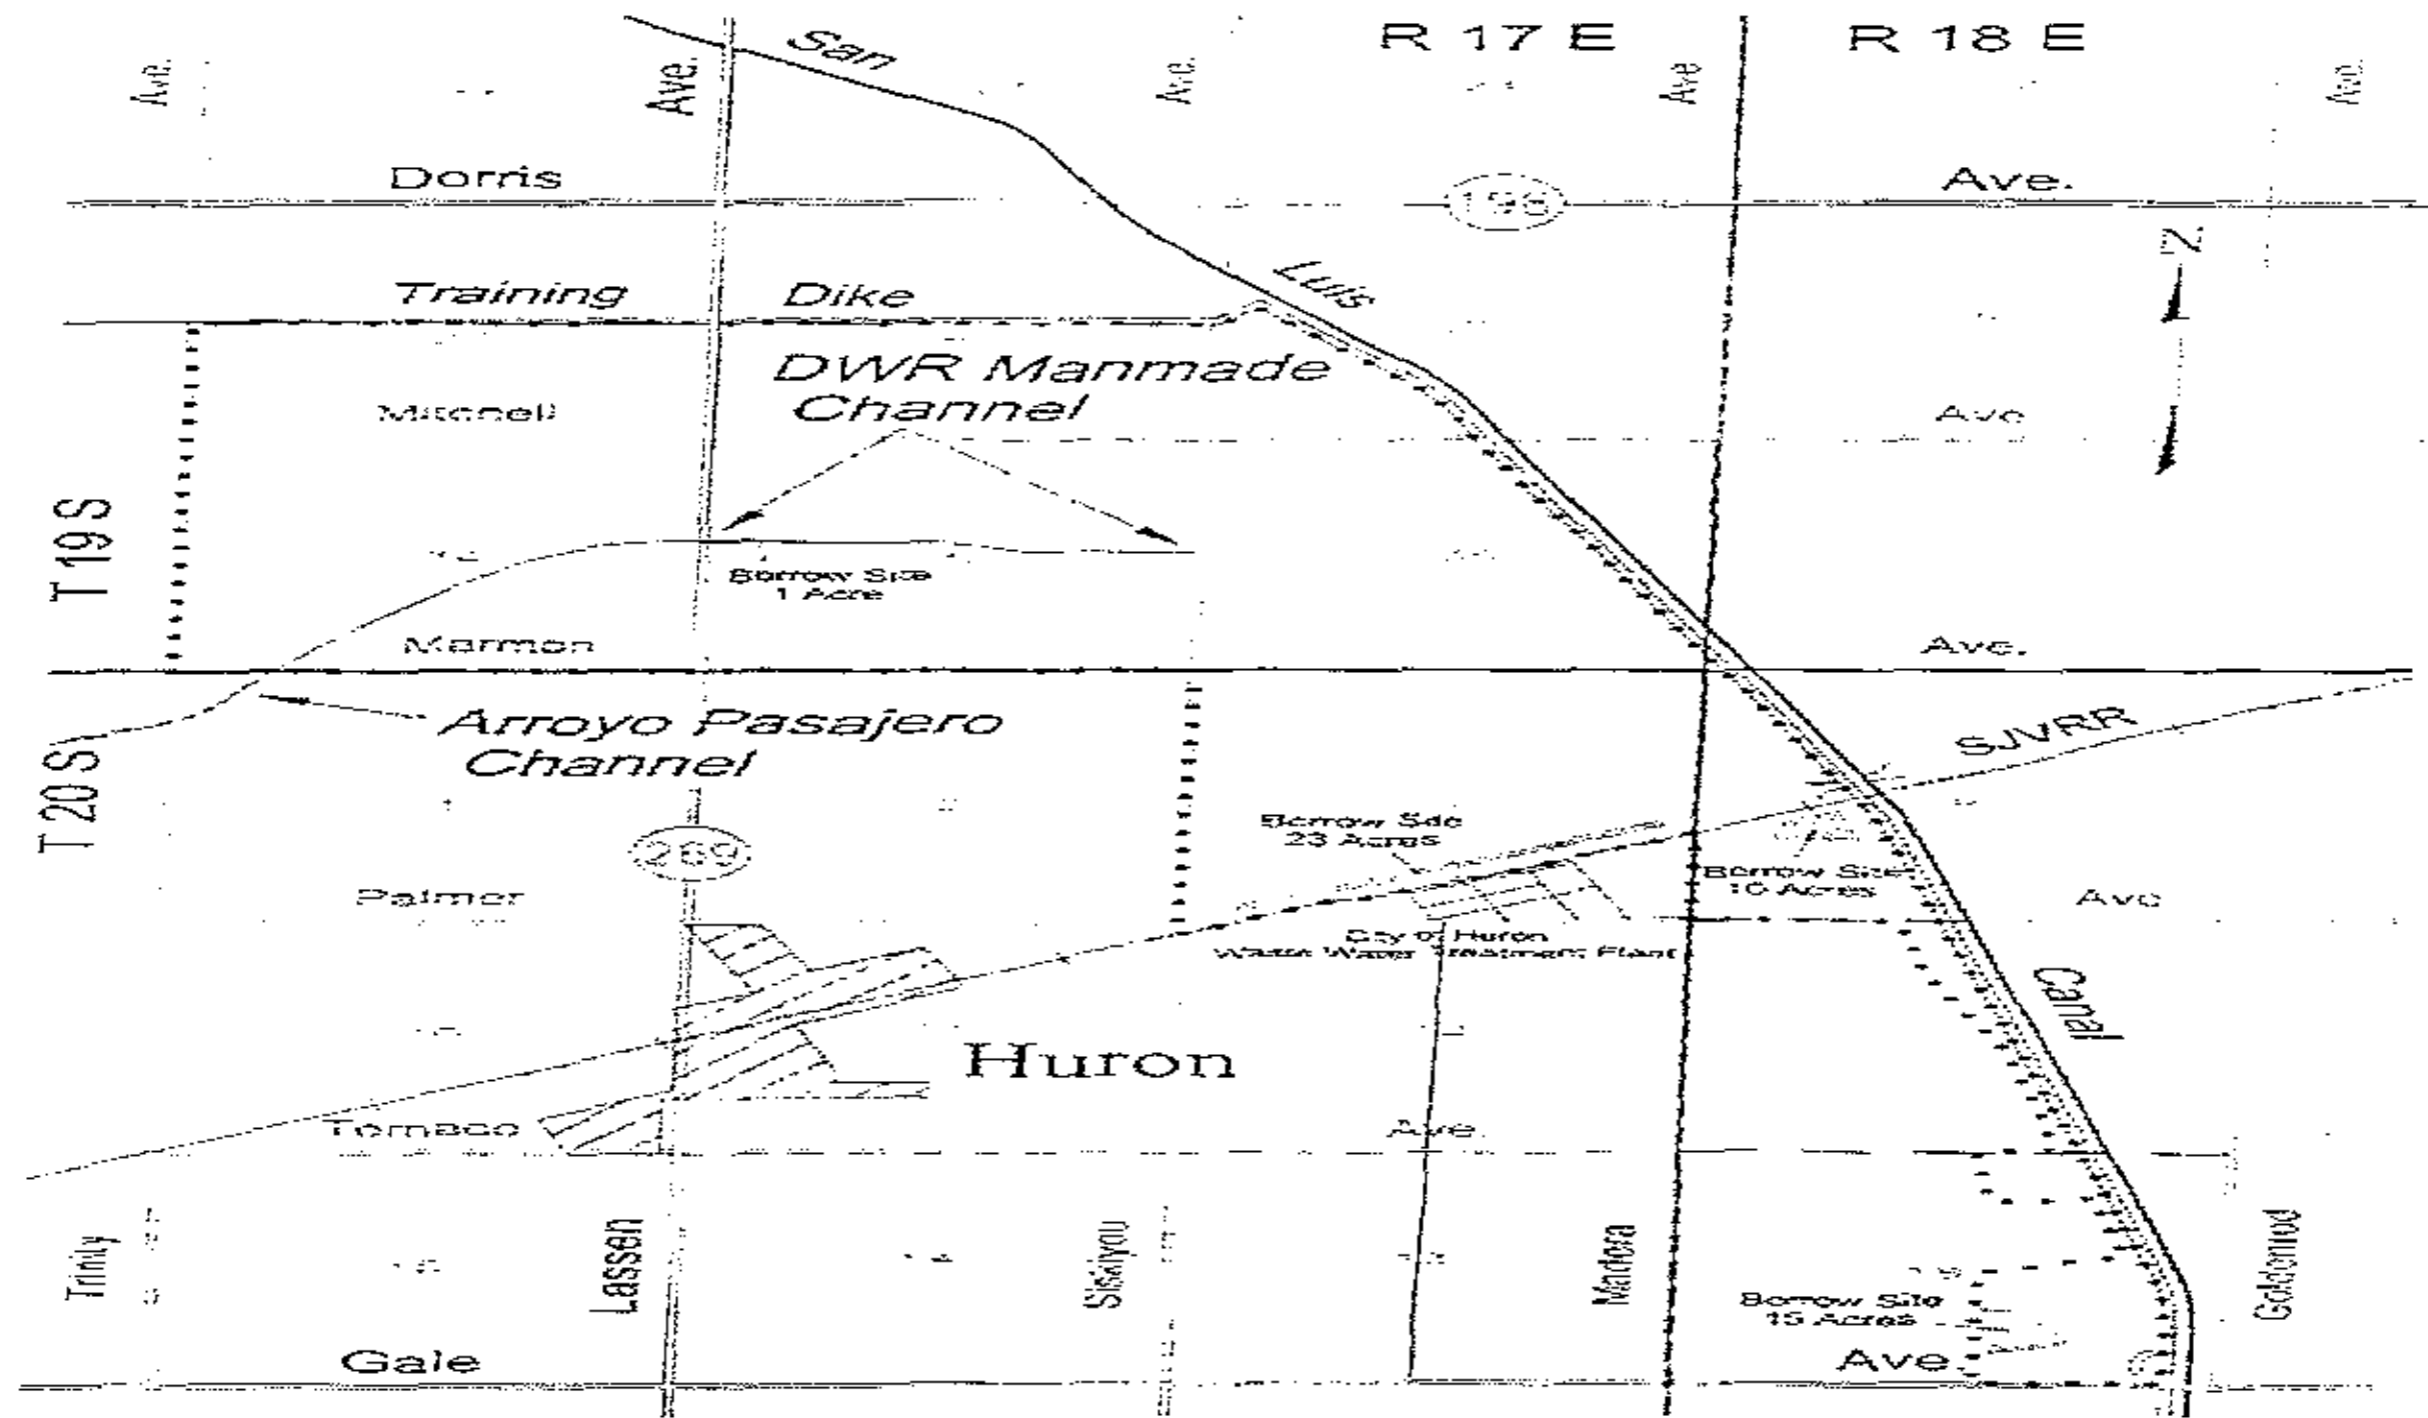 R 17 E
R 18 E
San
Ave.
Ave.
Ave.
Ave
Ave.
Dorris
198
Ave.
N
Luis
Training Dike
DWR Manmade
Channel
Mitchell
Ave
T 19 S
Borrow Site
1 Acre
Marmon
Ave.
Arroyo Pasajero
Channel
SJVRR
T 20 S
269
Borrow Site
23 Acres
Borrow Site
10 Acres
Palmer
Ave
City of Huron
Waste Water Treatment Plant
Canal
Huron
Tornado
Ave.
Trinity
Lassen
Siskiyou
Madera
Goldenrod
Borrow Site
15 Acres
Gale
Ave.